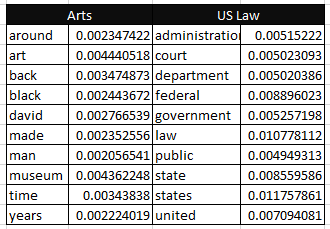 Arts US Law
around 0.002347422 administration 0.00515222
art 0.004440518 court 0.005023093
back 0.003474873 department 0.005020386
black 0.002443672 federal 0.008896023
david 0.002766539 government 0.005257198
made 0.002352556 law 0.010778112
man 0.002056541 public 0.004949313
museum 0.004362248 state 0.008559586
time 0.00343838 states 0.011757861
years 0.002224019 united 0.007094081